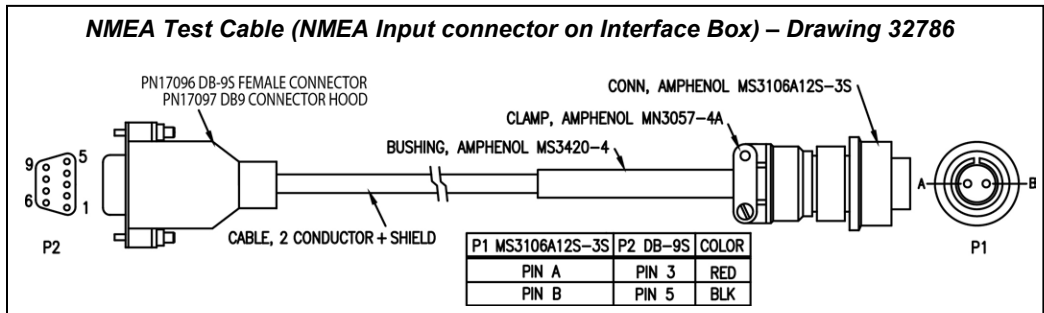 NMEA Test Cable (NMEA Input connector on Interface Box) – Drawing 32786
PN17096 DB-9S FEMALE CONNECTOR
PN17097 DB9 CONNECTOR HOOD
CONN, AMPHENOL MS3106A12S-3S
CLAMP, AMPHENOL MN3057-4A
BUSHING, AMPHENOL MS3420-4
9
5
6
1
P2
CABLE, 2 CONDUCTOR + SHIELD
A
B
P1
P1 MS3106A12S-3S P2 DB-9S COLOR
PIN A PIN 3 RED
PIN B PIN 5 BLK